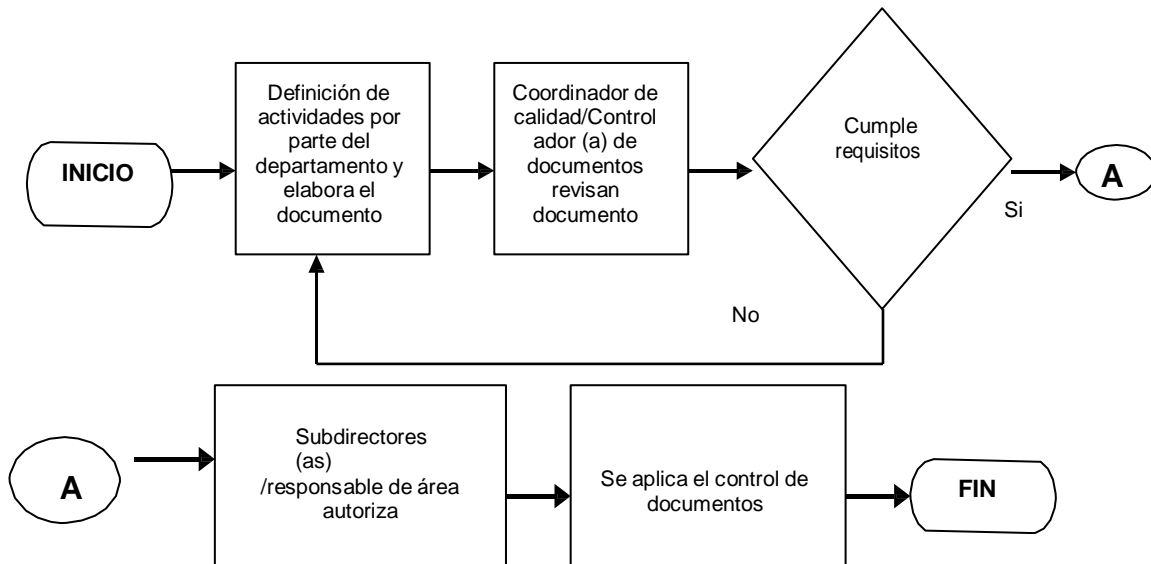 INICIO
Definición de
actividades por
parte del
departamento y
elabora el
documento
Coordinador de
calidad/Control
ador (a) de
documentos
revisan
documento
Cumple
requisitos
Si
A
No
A
Subdirectores
(as)
/responsable de área
autoriza
Se aplica el control de
documentos
FIN